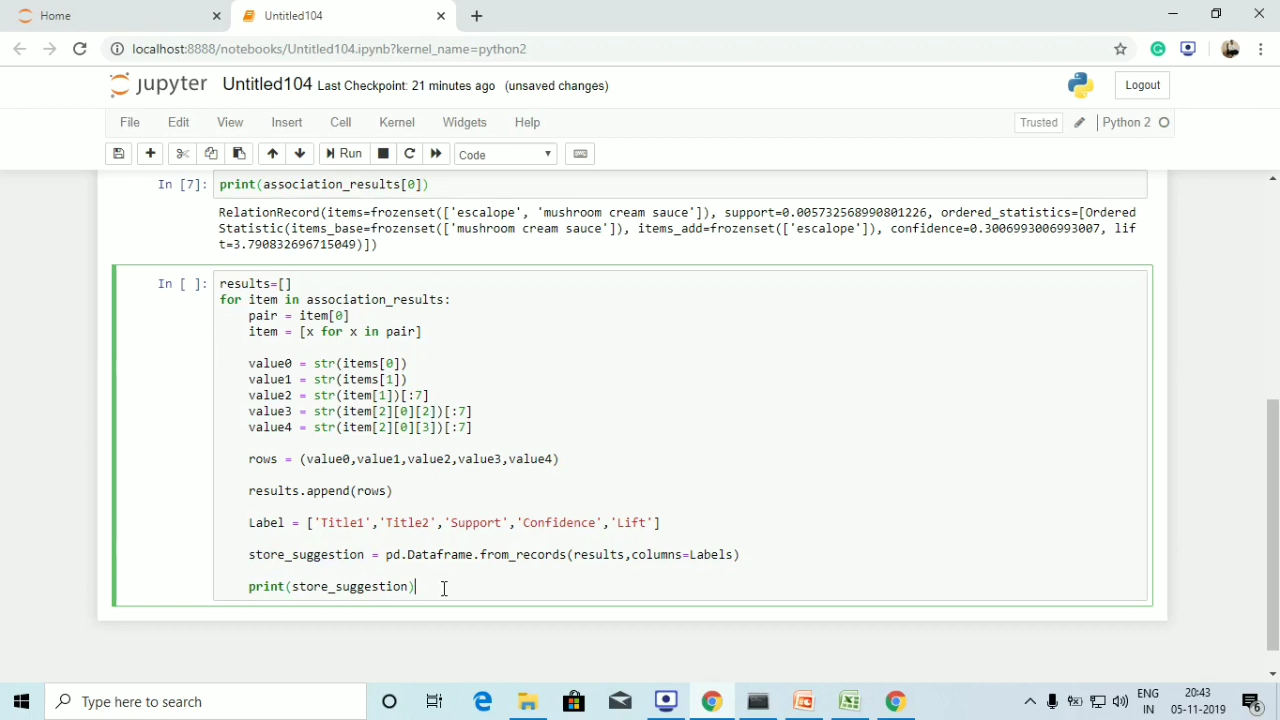 Home
Untitled104
localhost:8888/notebooks/Untitled104.ipynb?kernel_name=python2
jupyter Untitled104 Last Checkpoint: 21 minutes ago (unsaved changes)
Logout
File Edit View Insert Cell Kernel Widgets Help
Trusted Python 2
Run Code
In [7]: print(association_results[0])
RelationRecord(items=frozenset(['escalope', 'mushroom cream sauce']), support=0.005732568990801226, ordered_statistics=[Ordered
Statistic(items_base=frozenset(['mushroom cream sauce']), items_add=frozenset(['escalope']), confidence=0.3006993006993007, lif
t=3.790832696715049)])
In [ ]: results=[]
for item in association_results:
pair = item[0]
item = [x for x in pair]
value0 = str(items[0])
value1 = str(items[1])
value2 = str(item[1])[:7]
value3 = str(item[2][0][2])[:7]
value4 = str(item[2][0][3])[:7]
rows = (value0,value1,value2,value3,value4)
results.append(rows)
Label = ['Title1','Title2','Support','Confidence','Lift']
store_suggestion = pd.Dataframe.from_records(results,columns=Labels)
print(store_suggestion)
Type here to search
ENG
IN
20:43
05-11-2019
6